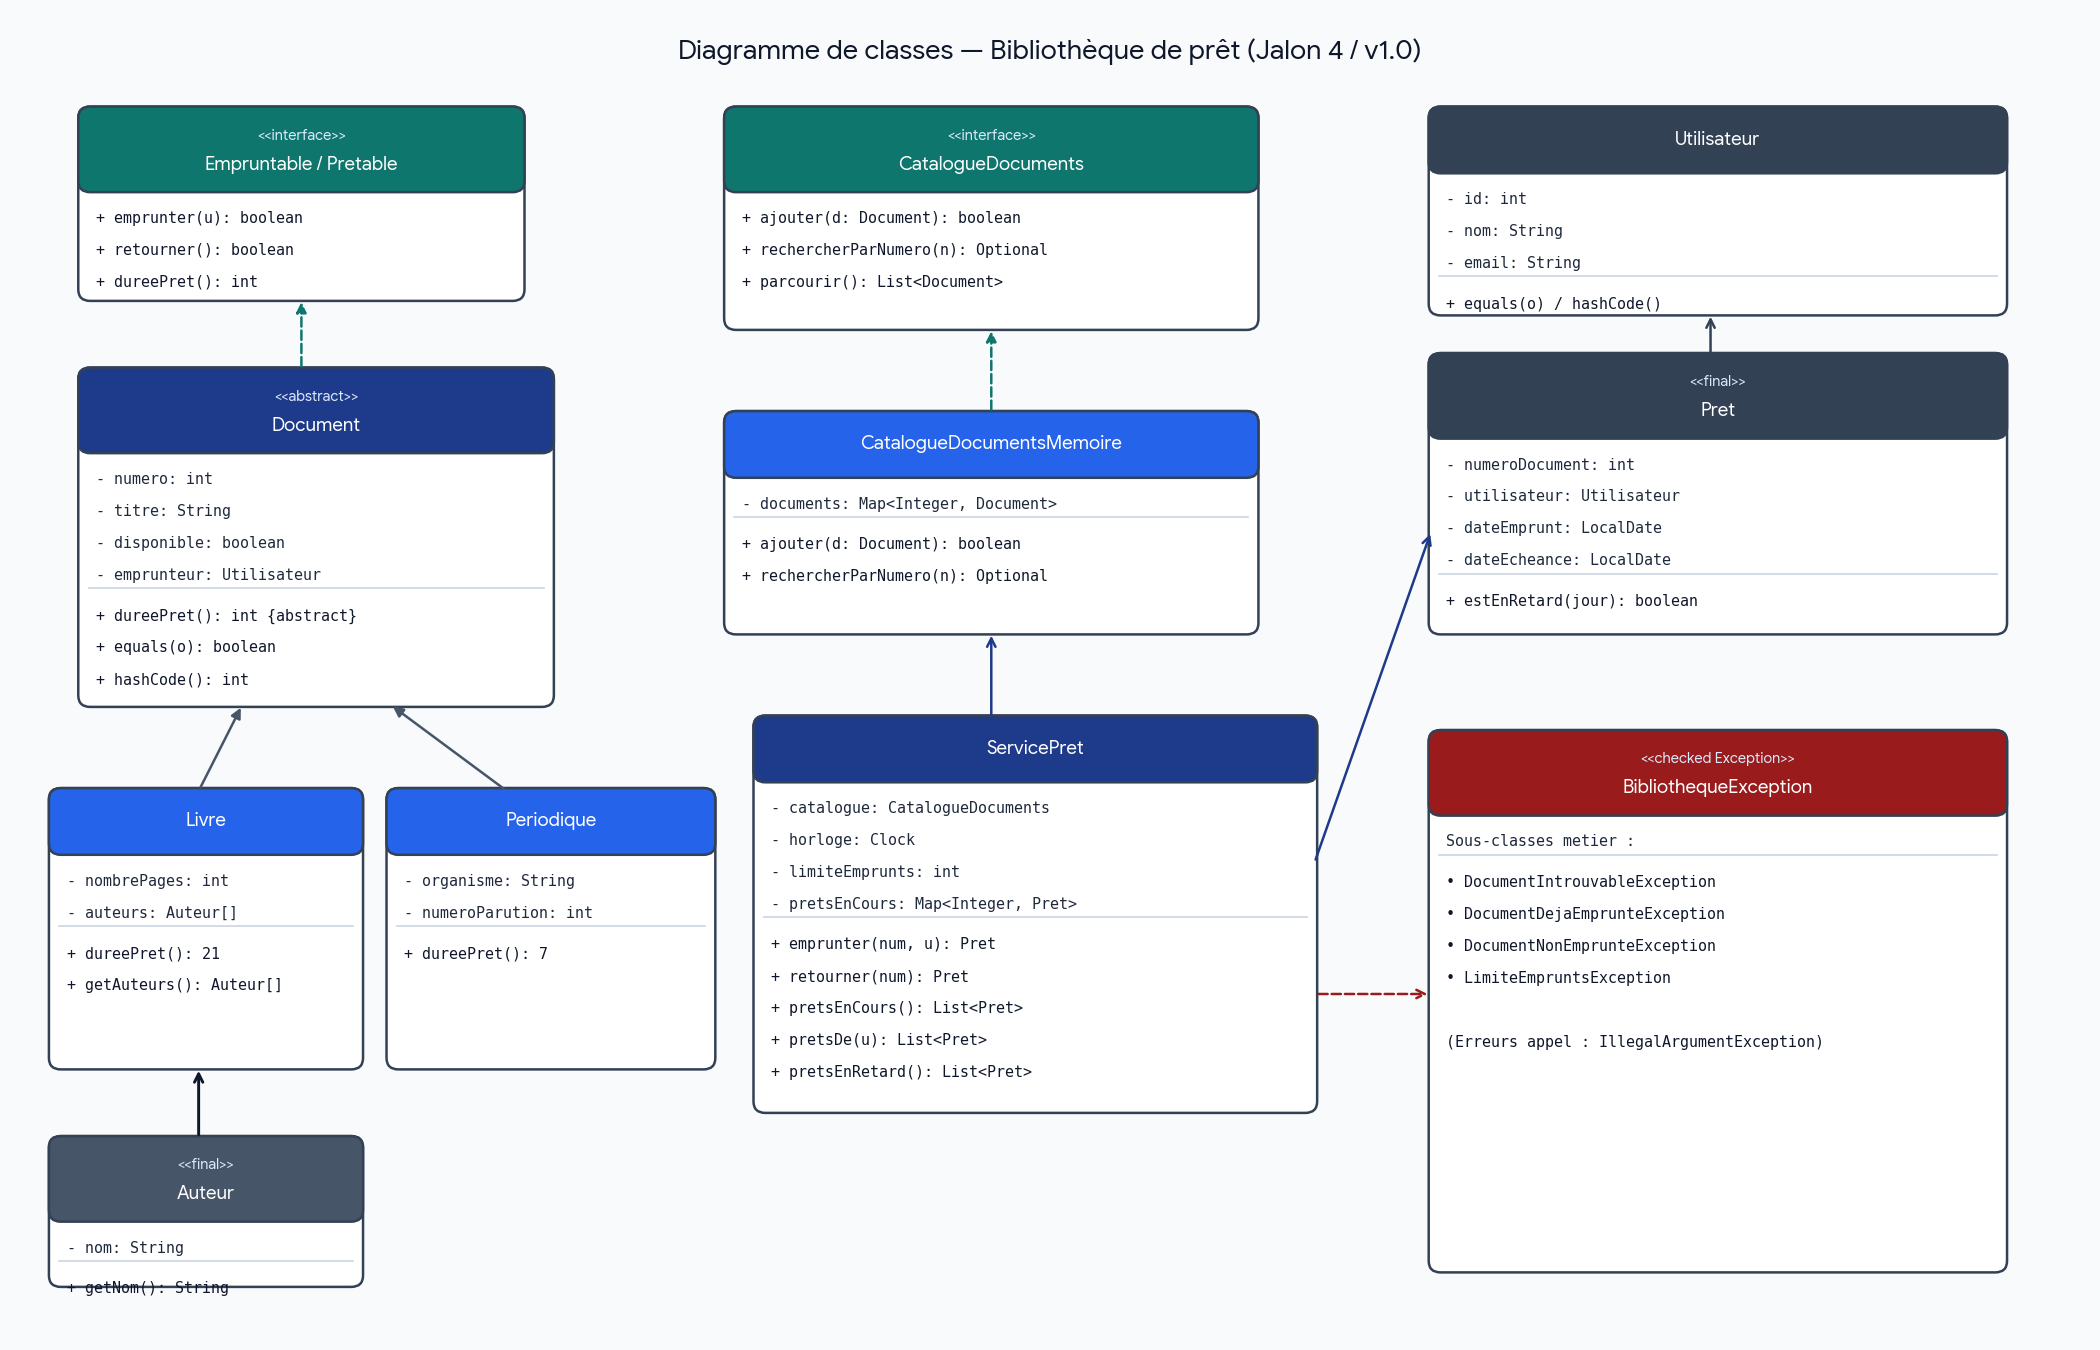 Diagramme de classes — Bibliothèque de prêt (Jalon 4 / v1.0)
<<interface>>
Empruntable / Pretable
+ emprunter(u): boolean
+ retourner(): boolean
+ dureePret(): int
<<abstract>>
Document
- numero: int
- titre: String
- disponible: boolean
- emprunteur: Utilisateur
+ dureePret(): int {abstract}
+ equals(o): boolean
+ hashCode(): int
Livre
- nombrePages: int
- auteurs: Auteur[]
+ dureePret(): 21
+ getAuteurs(): Auteur[]
Periodique
- organisme: String
- numeroParution: int
+ dureePret(): 7
<<final>>
Auteur
- nom: String
+ getNom(): String
<<interface>>
CatalogueDocuments
+ ajouter(d: Document): boolean
+ rechercherParNumero(n): Optional
+ parcourir(): List<Document>
CatalogueDocumentsMemoire
- documents: Map<Integer, Document>
+ ajouter(d: Document): boolean
+ rechercherParNumero(n): Optional
ServicePret
- catalogue: CatalogueDocuments
- horloge: Clock
- limiteEmprunts: int
- pretsEnCours: Map<Integer, Pret>
+ emprunter(num, u): Pret
+ retourner(num): Pret
+ pretsEnCours(): List<Pret>
+ pretsDe(u): List<Pret>
+ pretsEnRetard(): List<Pret>
Utilisateur
- id: int
- nom: String
- email: String
+ equals(o) / hashCode()
<<final>>
Pret
- numeroDocument: int
- utilisateur: Utilisateur
- dateEmprunt: LocalDate
- dateEcheance: LocalDate
+ estEnRetard(jour): boolean
<<checked Exception>>
BibliothequeException
Sous-classes metier :
• DocumentIntrouvableException
• DocumentDejaEmprunteException
• DocumentNonEmprunteException
• LimiteEmpruntsException
(Erreurs appel : IllegalArgumentException)